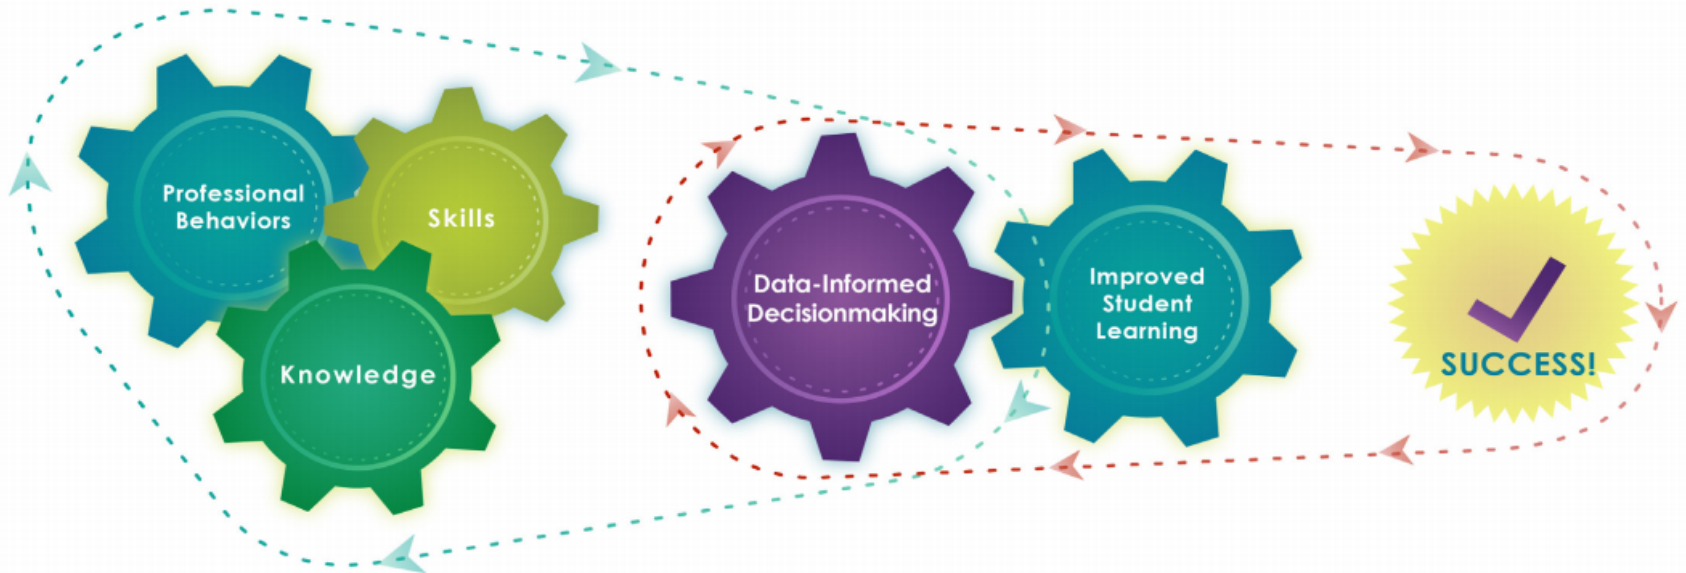 Professional
Behaviors
Skills
Knowledge
Data-Informed
Decisionmaking
Improved
Student
Learning
SUCCESS!